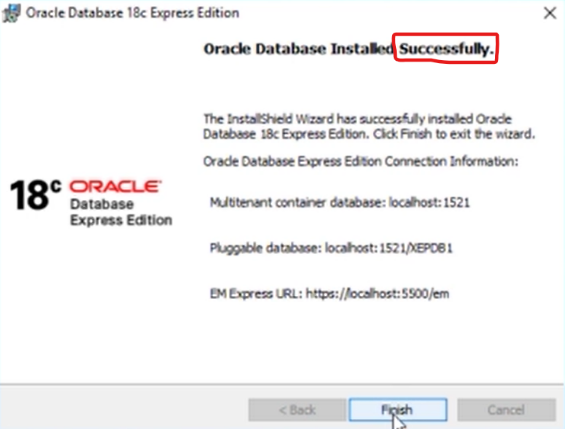 Oracle Database 18c Express Edition
Oracle Database Installed Successfully.
The InstallShield Wizard has successfully installed Oracle
Database 18c Express Edition. Click Finish to exit the wizard.
Oracle Database Express Edition Connection Information:
18c ORACLE
Database
Express Edition
Multitenant container database: localhost:1521
Pluggable database: localhost:1521/XEPDB1
EM Express URL: https://localhost:5500/em
< Back Finish Cancel